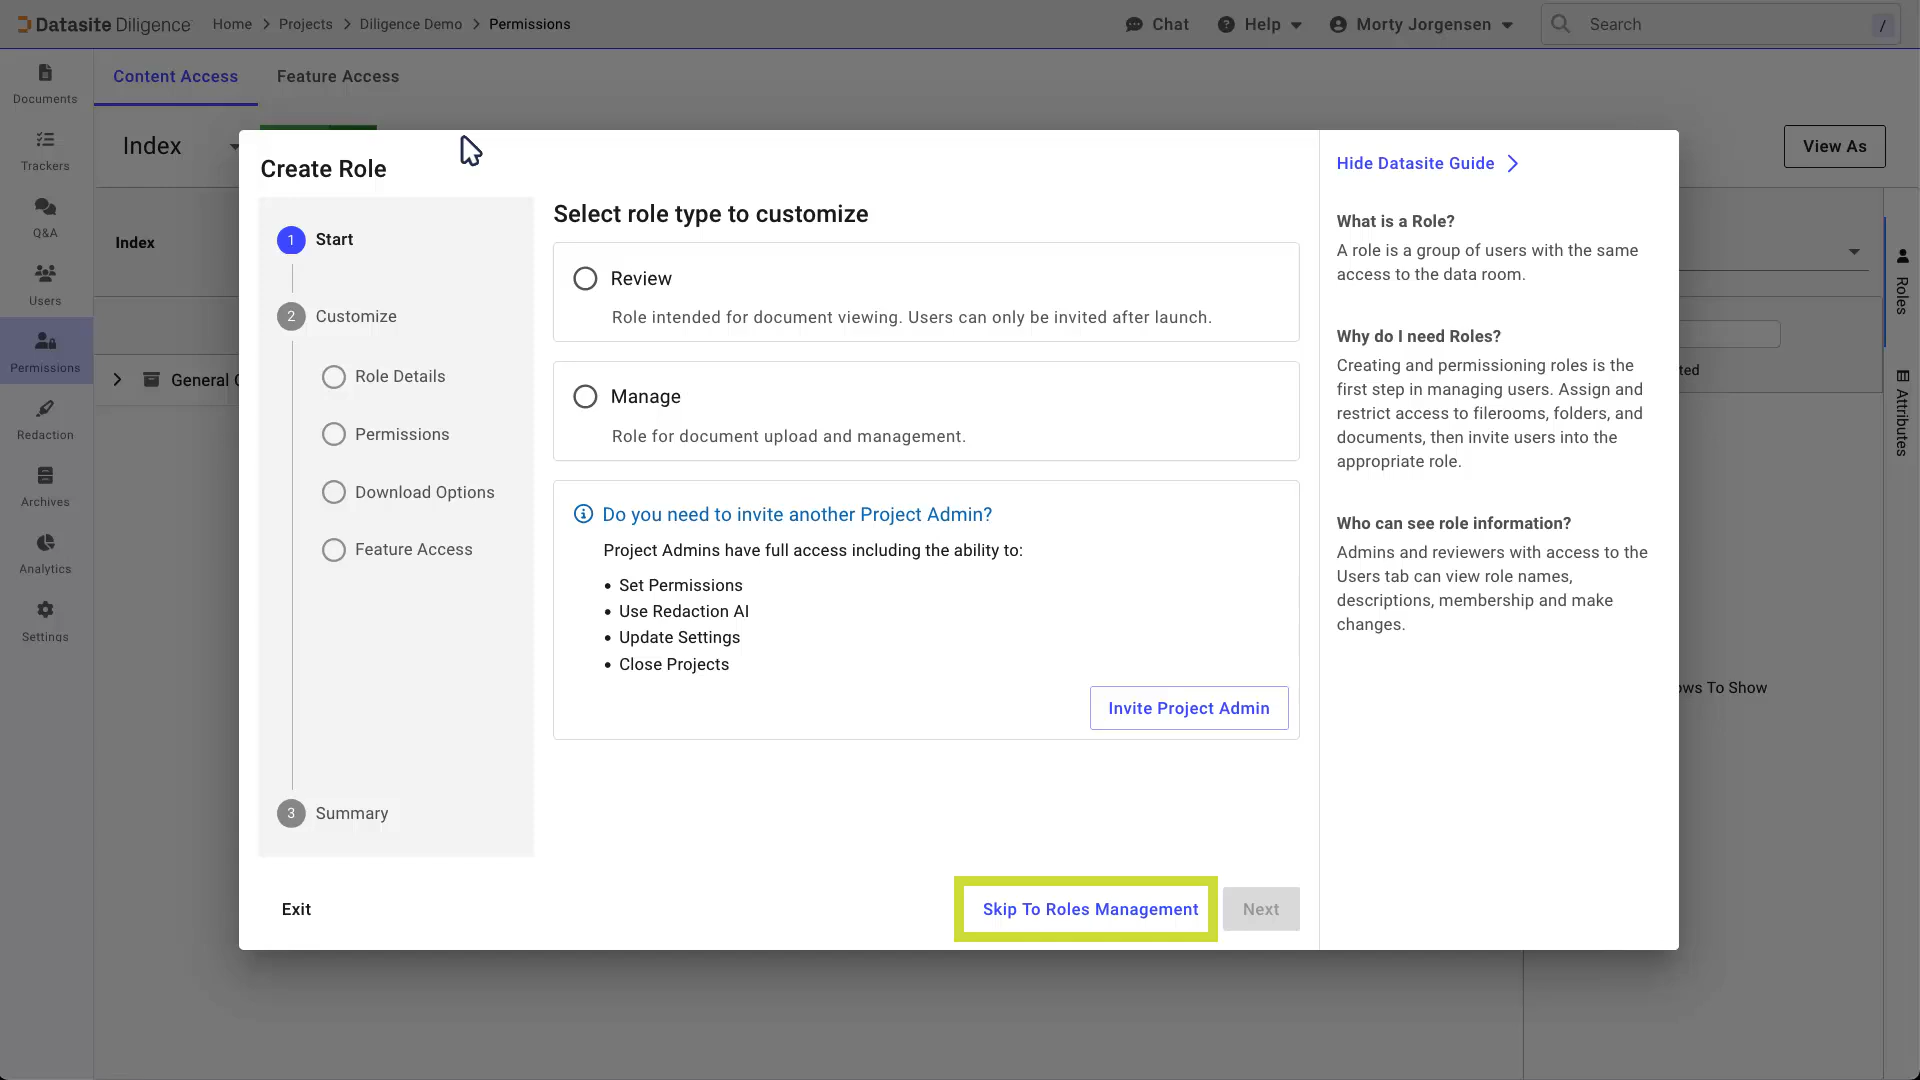 Datasite Diligence
Home > Projects > Diligence Demo > Permissions
Chat
Help
Morty Jorgensen
Search
/
Documents
Trackers
Q&A
Users
Permissions
Redaction
Archives
Analytics
Settings
Content Access
Feature Access
Index
View As
Index
General
Roles
Attributes
Create Role
1 Start
2 Customize
Role Details
Permissions
Download Options
Feature Access
3 Summary
Select role type to customize
Review
Role intended for document viewing. Users can only be invited after launch.
Manage
Role for document upload and management.
Do you need to invite another Project Admin?
Project Admins have full access including the ability to:
• Set Permissions
• Use Redaction AI
• Update Settings
• Close Projects
Invite Project Admin
Exit
Skip To Roles Management
Next
Hide Datasite Guide
What is a Role?
A role is a group of users with the same
access to the data room.
Why do I need Roles?
Creating and permissioning roles is the
first step in managing users. Assign and
restrict access to filerooms, folders, and
documents, then invite users into the
appropriate role.
Who can see role information?
Admins and reviewers with access to the
Users tab can view role names,
descriptions, membership and make
changes.
To Show